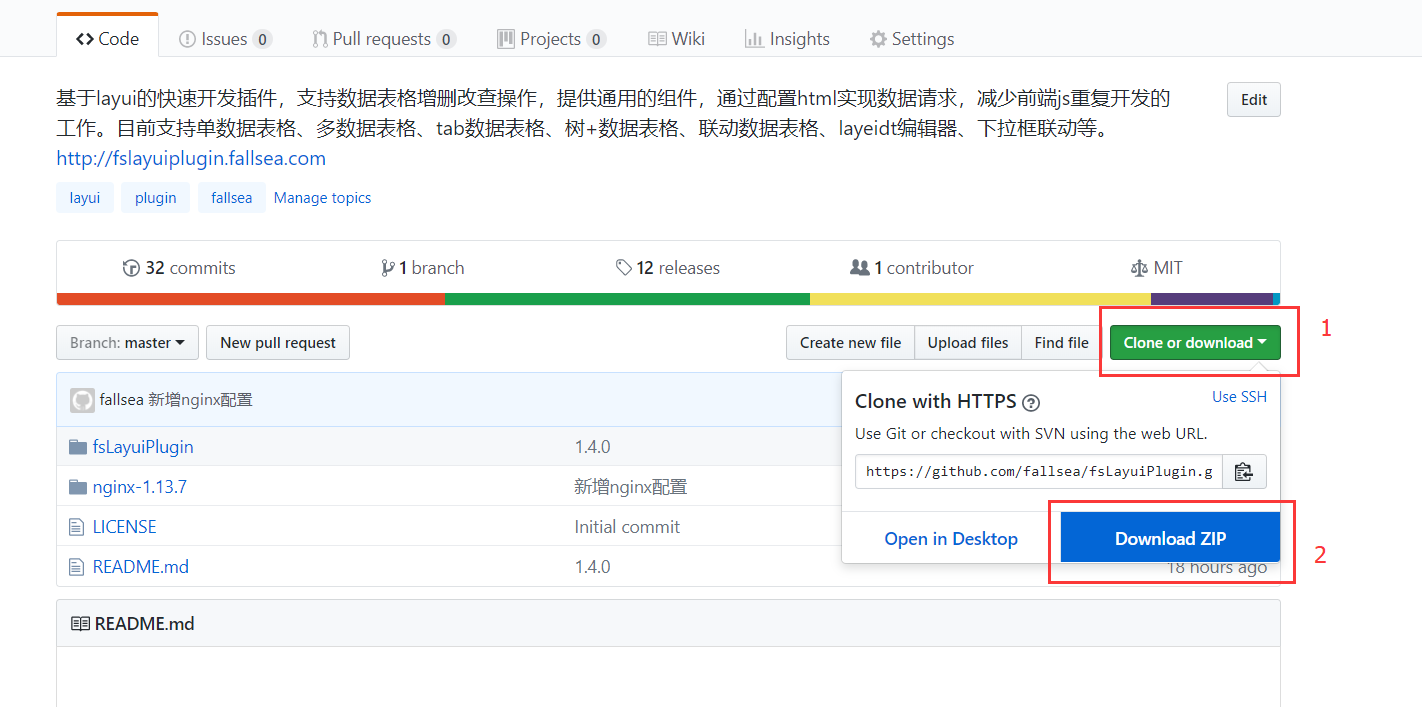 Code Issues 0 Pull requests 0 Projects 0 Wiki Insights Settings
基于layui的快速开发插件，支持数据表格增删改查操作，提供通用的组件，通过配置html实现数据请求，减少前端js重复开发的 Edit
工作。目前支持单数据表格、多数据表格、tab数据表格、树+数据表格、联动数据表格、layeidt编辑器、下拉框联动等。
http://fslayuiplugin.fallsea.com
layui plugin fallsea Manage topics
32 commits 1 branch 12 releases 1 contributor MIT
Branch: master New pull request Create new file Upload files Find file Clone or download 1
fallsea 新增nginx配置
Clone with HTTPS ? Use SSH
Use Git or checkout with SVN using the web URL.
fsLayuiPlugin 1.4.0
https://github.com/fallsea/fsLayuiPlugin.g
nginx-1.13.7 新增nginx配置
LICENSE Initial commit
Open in Desktop Download ZIP 2
README.md 1.4.0 18 hours ago
README.md